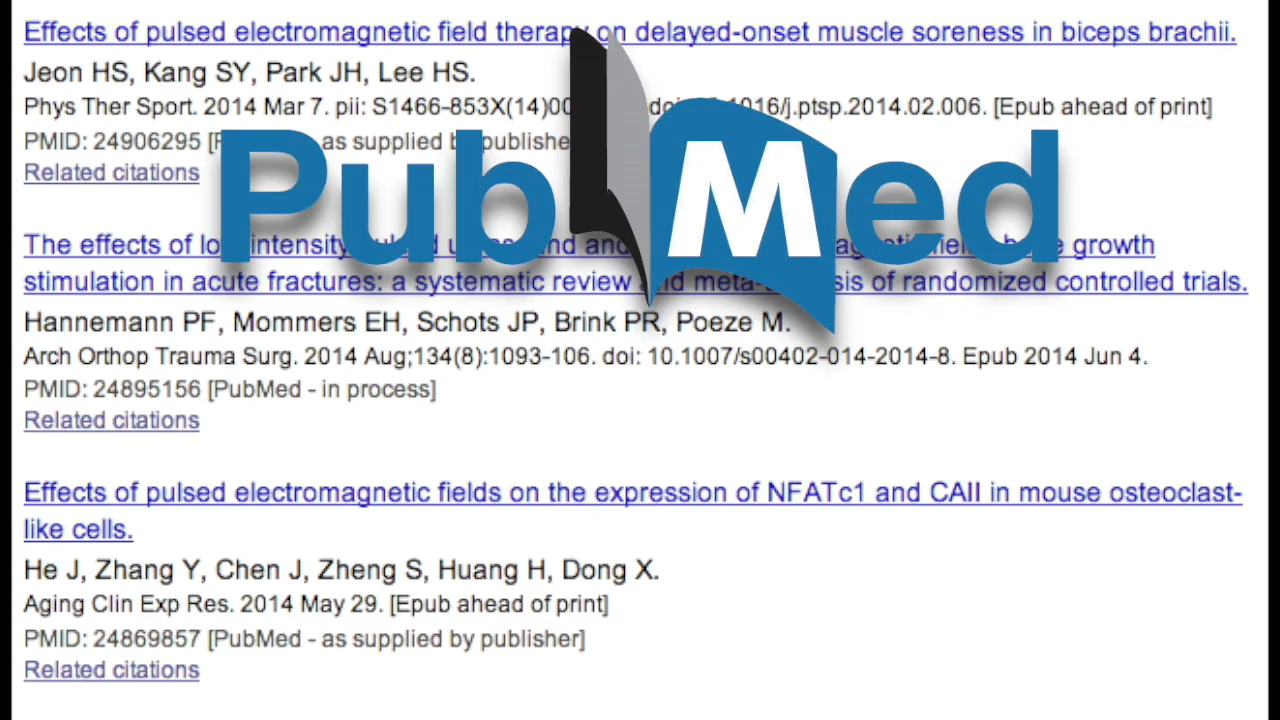 Effects of pulsed electromagnetic field therapy on delayed-onset muscle soreness in biceps brachii.
Jeon HS, Kang SY, Park JH, Lee HS.
Phys Ther Sport. 2014 Mar 7. pii: S1466-853X(14)00 /j.ptsp.2014.02.006. [Epub ahead of print]
PMID: 24906295 as supplied publisher
Related citations
PubMed
The effects of intensity and growth
stimulation in acute fractures: a systematic review of randomized controlled trials.
Hannemann PF, Mommers EH, Schots JP, Brink PR, Poeze M.
Arch Orthop Trauma Surg. 2014 Aug;134(8):1093-106. doi: 10.1007/s00402-014-2014-8. Epub 2014 Jun 4.
PMID: 24895156 [PubMed - in process]
Related citations
Effects of pulsed electromagnetic fields on the expression of NFATc1 and CAII in mouse osteoclast-
like cells.
He J, Zhang Y, Chen J, Zheng S, Huang H, Dong X.
Aging Clin Exp Res. 2014 May 29. [Epub ahead of print]
PMID: 24869857 [PubMed - as supplied by publisher]
Related citations